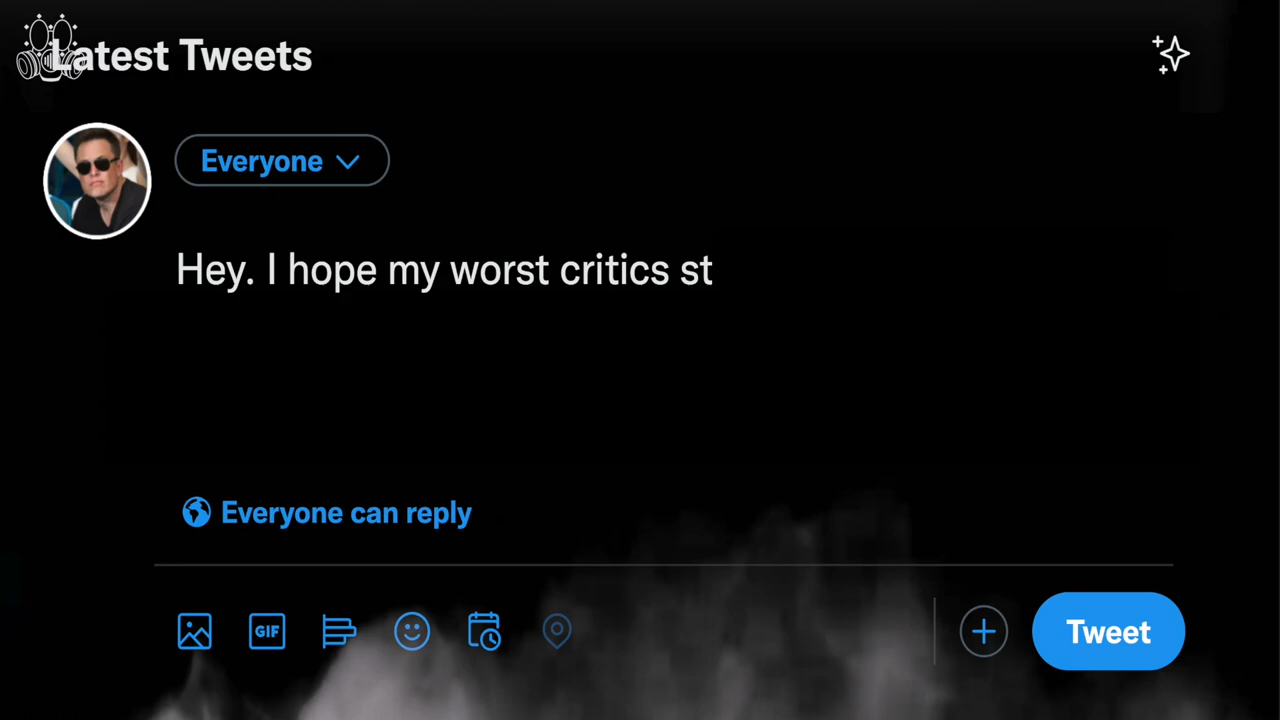 Latest Tweets
Everyone
Hey. I hope my worst critics st
Everyone can reply
GIF
Tweet